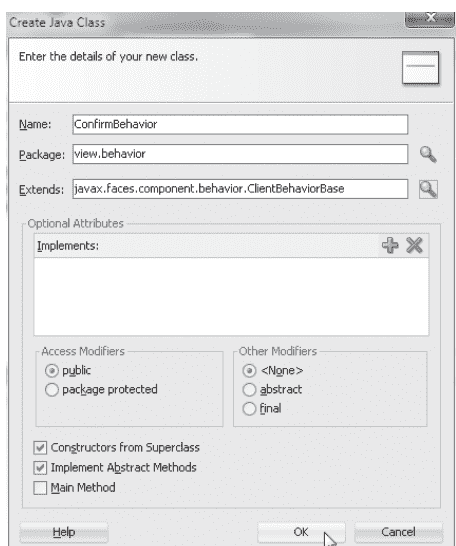 Create Java Class
Enter the details of your new class.
Name: ConfirmBehavior
Package: view.behavior
Extends: javax.faces.component.behavior.ClientBehaviorBase
Optional Attributes
Implements:
Access Modifiers
public
package protected
Other Modifiers
<None>
abstract
final
Constructors from Superclass
Implement Abstract Methods
Main Method
Help OK Cancel